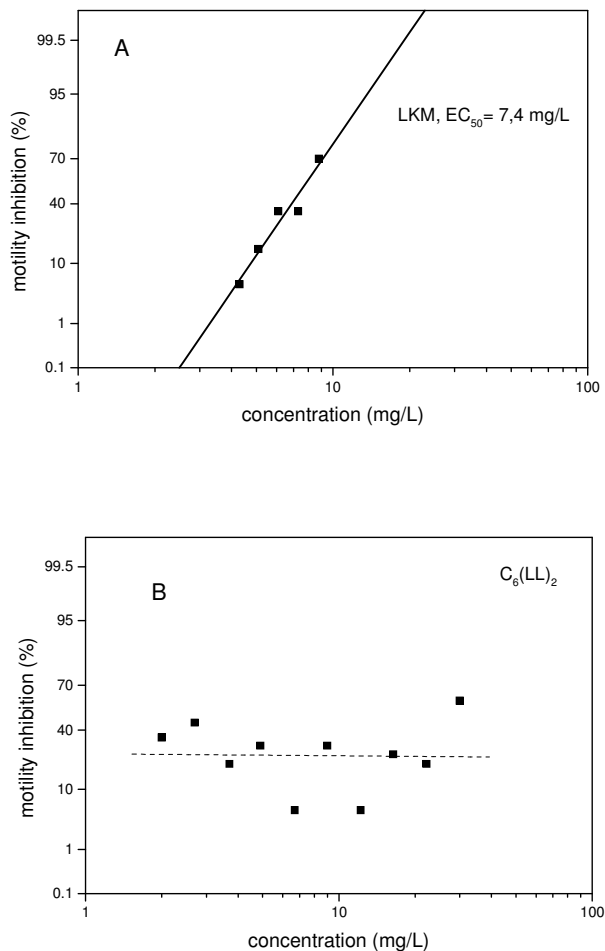 99.5
A
95
LKM, EC₅₀= 7,4 mg/L
70
40
10
1
0.1
motility inhibition (%)
1 10 100
concentration (mg/L)
99.5
C₆(LL)₂
B
95
70
40
10
1
0.1
motility inhibition (%)
1 10 100
concentration (mg/L)